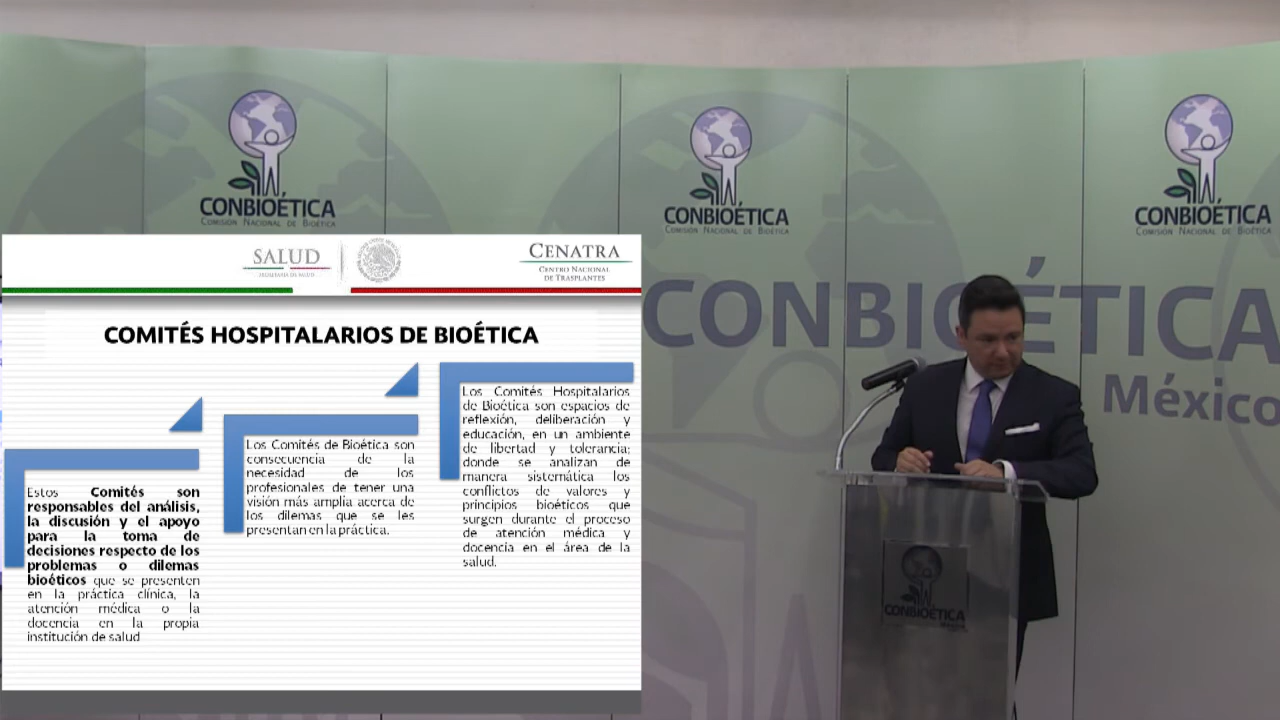 CONBIOÉTICA
COMISIÓN NACIONAL DE BIOÉTICA
CONBIOÉTICA
COMISIÓN NACIONAL DE BIOÉTICA
CONBIOÉTICA
COMISIÓN NACIONAL DE BIOÉTICA
CONBIOÉTICA
México
SALUD
SECRETARÍA DE SALUD
CENATRA
CENTRO NACIONAL
DE TRASPLANTES
COMITÉS HOSPITALARIOS DE BIOÉTICA
Estos Comités son
responsables del análisis,
la discusión y el apoyo
para la toma de
decisiones respecto de los
problemas o dilemas
bioéticos que se presenten
en la práctica clínica, la
atención médica o la
docencia en la propia
institución de salud
Los Comités de Bioética son
consecuencia de la
necesidad de los
profesionales de tener una
visión más amplia acerca de
los dilemas que se les
presentan en la práctica.
Los Comités Hospitalarios
de Bioética son espacios de
reflexión, deliberación y
educación, en un ambiente
de libertad y tolerancia;
donde se analizan de
manera sistemática los
conflictos de valores y
principios bioéticos que
surgen durante el proceso
de atención médica y
docencia en el área de la
salud.
CONBIOÉTICA